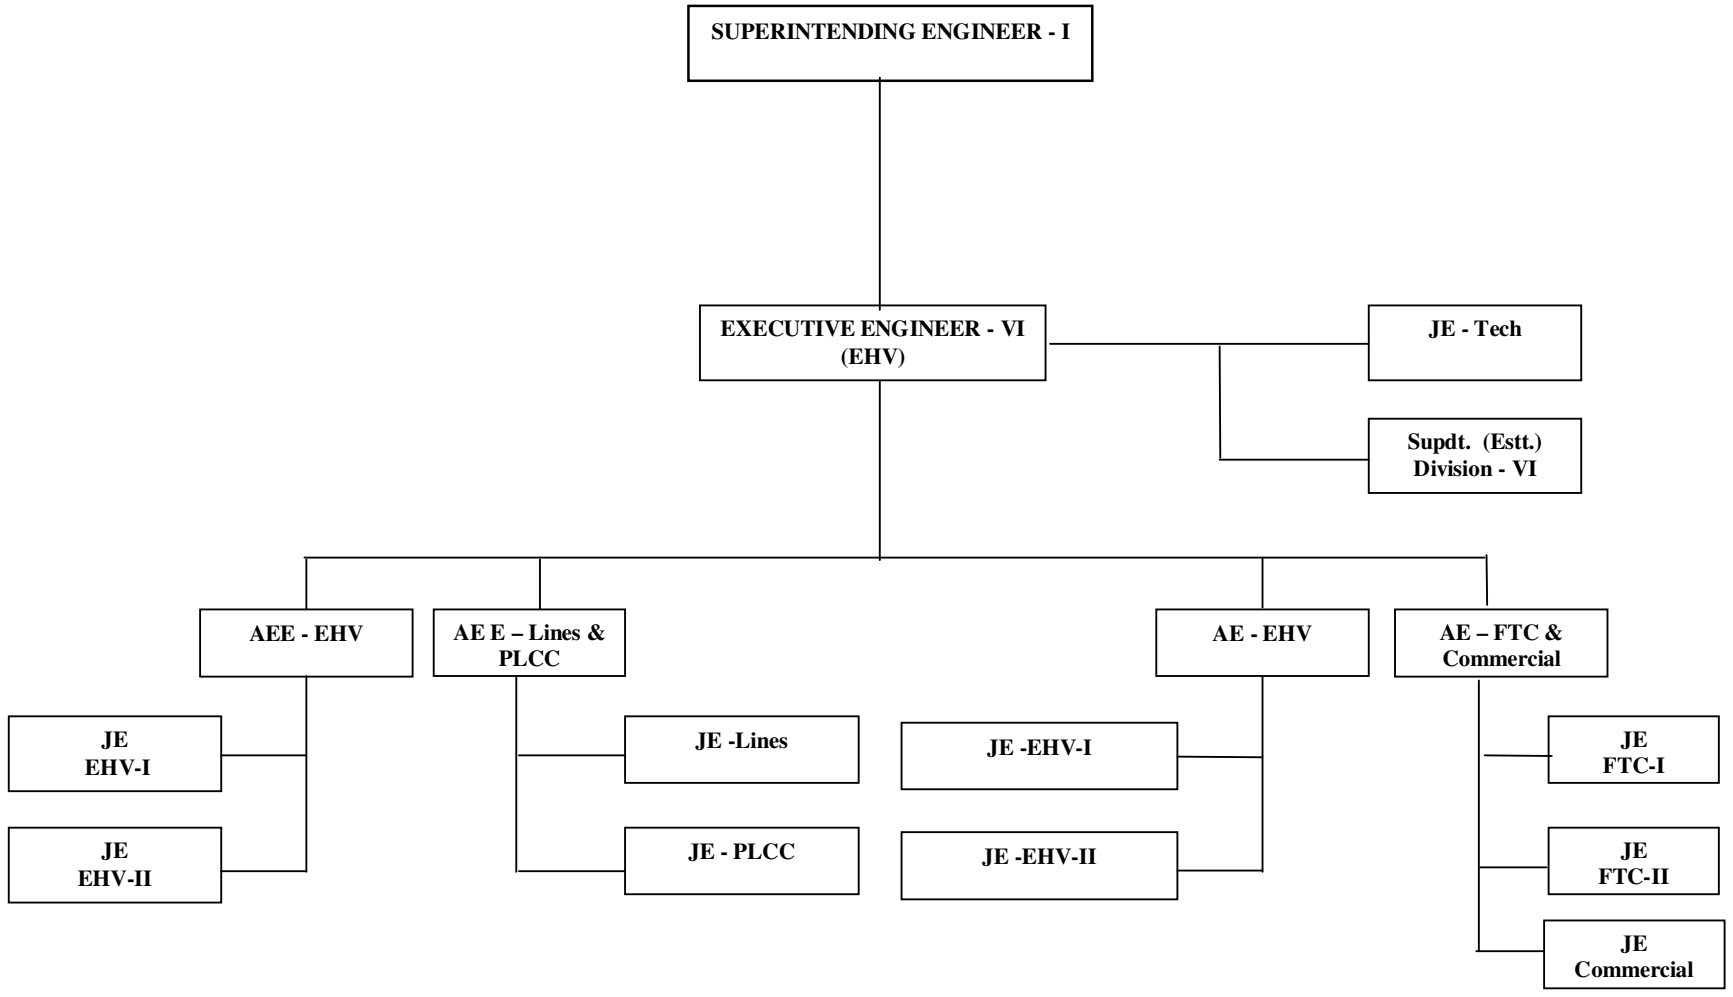 SUPERINTENDING ENGINEER - I
EXECUTIVE ENGINEER - VI
(EHV)
JE - Tech
Supdt.  (Estt.)
Division - VI
AEE - EHV
AE E – Lines &
PLCC
AE - EHV
AE – FTC &
Commercial
JE
EHV-I
JE -Lines
JE -EHV-I
JE
FTC-I
JE
EHV-II
JE - PLCC
JE -EHV-II
JE
FTC-II
JE
Commercial